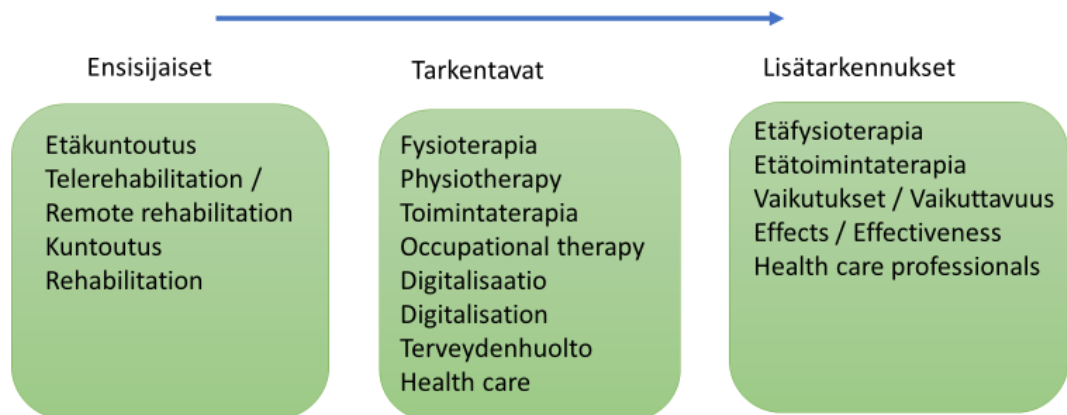 Ensisijaiset
Etäkuntoutus
Telerehabilitation /
Remote rehabilitation
Kuntoutus
Rehabilitation
Tarkentavat
Fysioterapia
Physiotherapy
Toimintaterapia
Occupational therapy
Digitalisaatio
Digitalisation
Terveydenhuolto
Health care
Lisätarkennukset
Etäfysioterapia
Etätoimintaterapia
Vaikutukset / Vaikuttavuus
Effects / Effectiveness
Health care professionals